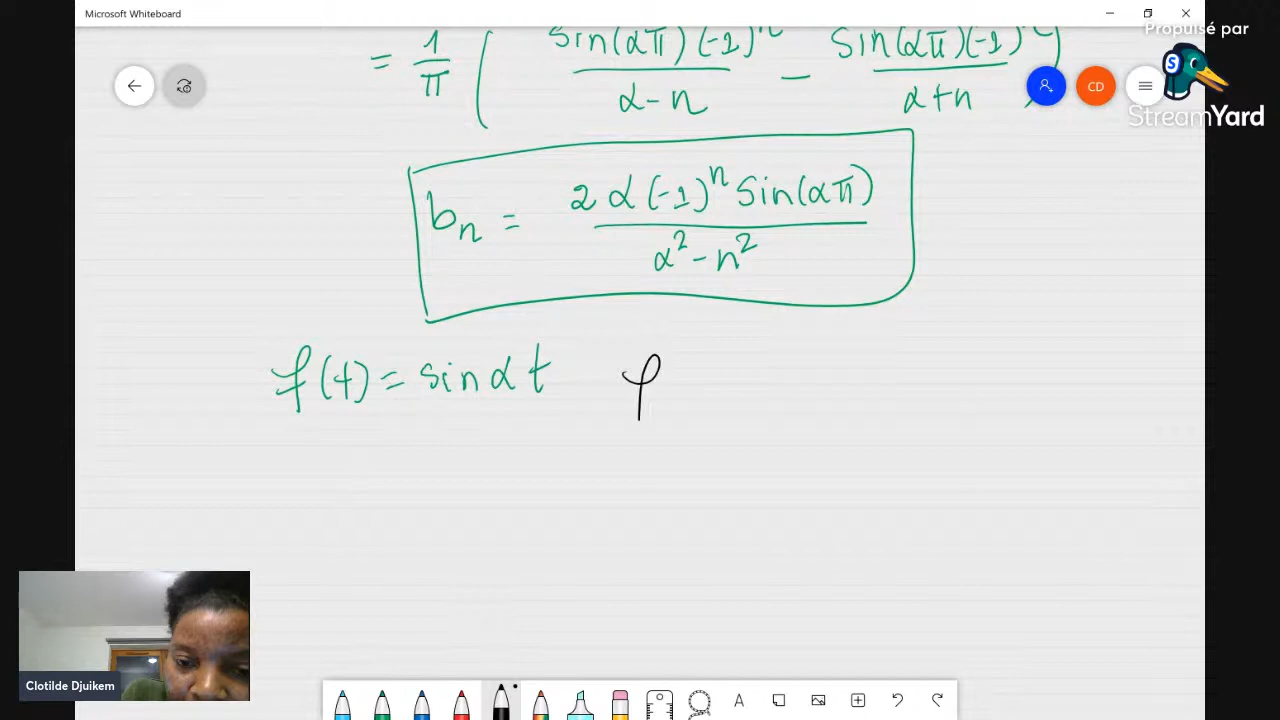 Microsoft Whiteboard
Propulsé par
StreamYard
S
CD
= 1/π ( sin(απ)(-1)^n / α-n - sin(απ)(-1)^n / α+n )
b_n = 2α(-1)^n sin(απ) / α² - n²
f(t) = sin αt φ
Clotilde Djuikem
A